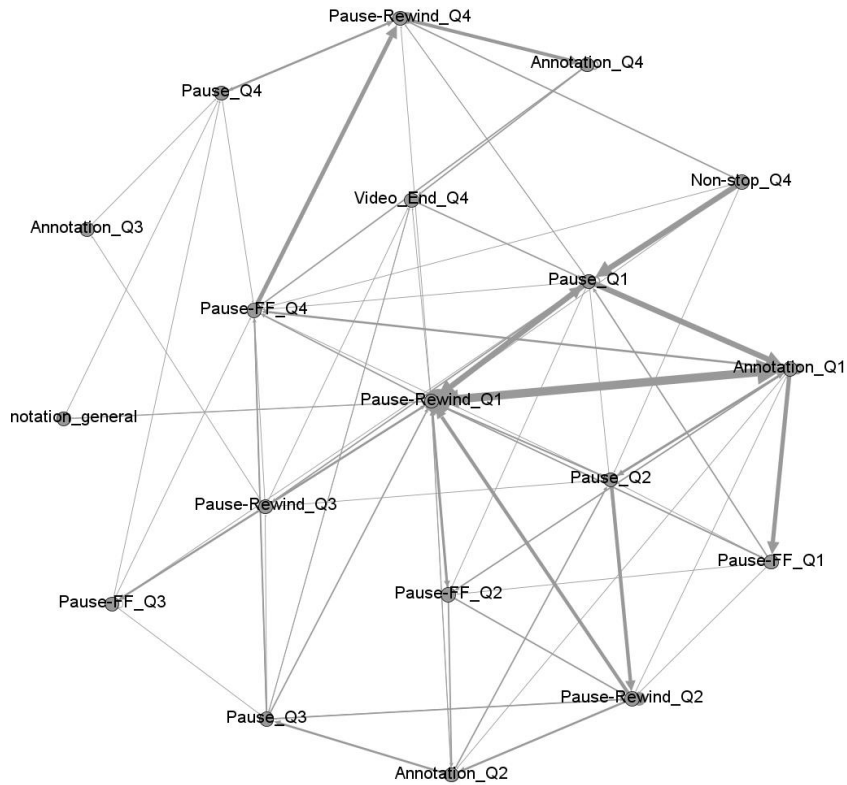 Pause-Rewind_Q4
Annotation_Q4
Pause_Q4
Non-stop_Q4
Video_End_Q4
Annotation_Q3
Pause_Q1
Pause-FF_Q4
Annotation_Q1
Pause-Rewind_Q1
notation_general
Pause_Q2
Pause-Rewind_Q3
Pause-FF_Q1
Pause-FF_Q2
Pause-FF_Q3
Pause-Rewind_Q2
Pause_Q3
Annotation_Q2